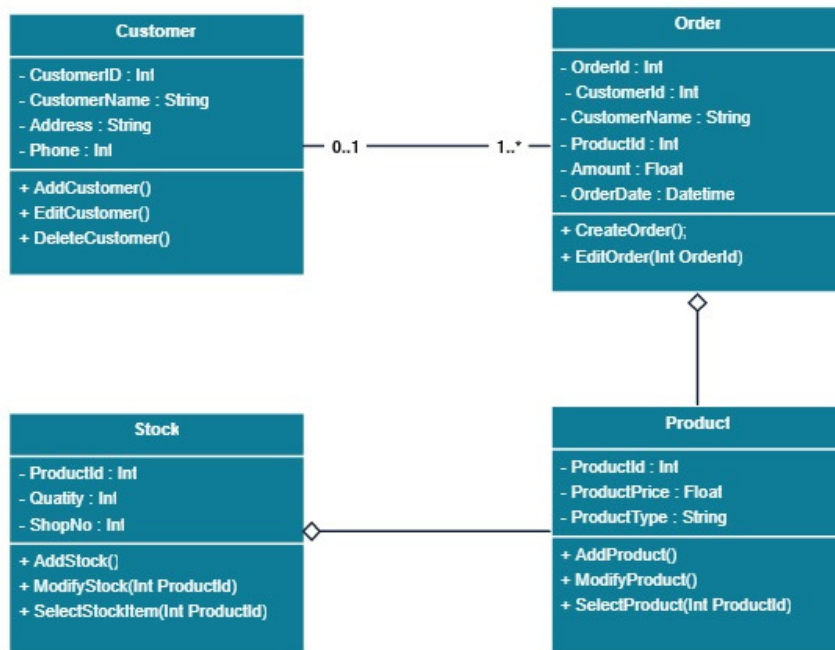 Customer
- CustomerID : Int
- CustomerName : String
- Address : String
- Phone : Int
+ AddCustomer()
+ EditCustomer()
+ DeleteCustomer()
0..1
1..*
Order
- OrderId : Int
- CustomerId : Int
- CustomerName : String
- ProductId : Int
- Amount : Float
- OrderDate : Datetime
+ CreateOrder();
+ EditOrder(Int OrderId)
Stock
- ProductId : Int
- Quatity : Int
- ShopNo : Int
+ AddStock()
+ ModifyStock(Int ProductId)
+ SelectStockItem(Int ProductId)
Product
- ProductId : Int
- ProductPrice : Float
- ProductType : String
+ AddProduct()
+ ModifyProduct()
+ SelectProduct(Int ProductId)